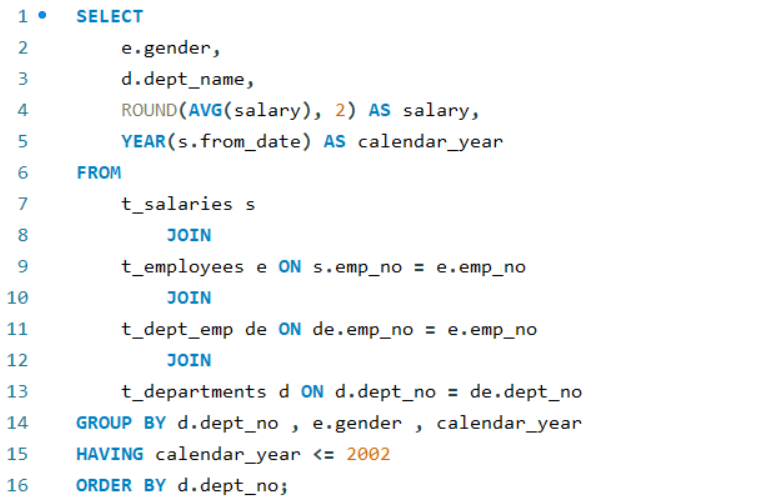 1 SELECT
2 e.gender,
3 d.dept_name,
4 ROUND(AVG(salary), 2) AS salary,
5 YEAR(s.from_date) AS calendar_year
6 FROM
7 t_salaries s
8 JOIN
9 t_employees e ON s.emp_no = e.emp_no
10 JOIN
11 t_dept_emp de ON de.emp_no = e.emp_no
12 JOIN
13 t_departments d ON d.dept_no = de.dept_no
14 GROUP BY d.dept_no , e.gender , calendar_year
15 HAVING calendar_year <= 2002
16 ORDER BY d.dept_no;